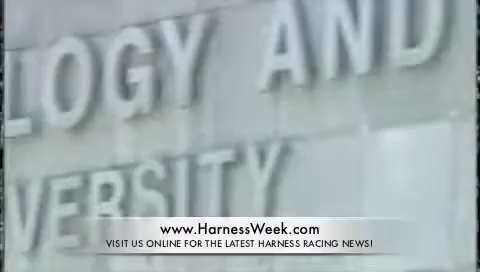 LOGY AND
VERSITY
www.HarnessWeek.com
VISIT US ONLINE FOR THE LATEST HARNESS RACING NEWS!